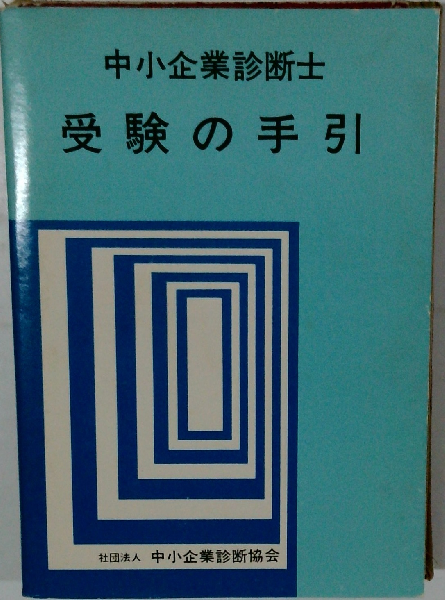 中小企業診断士
受験の手引
社団法人 中小企業診断協会